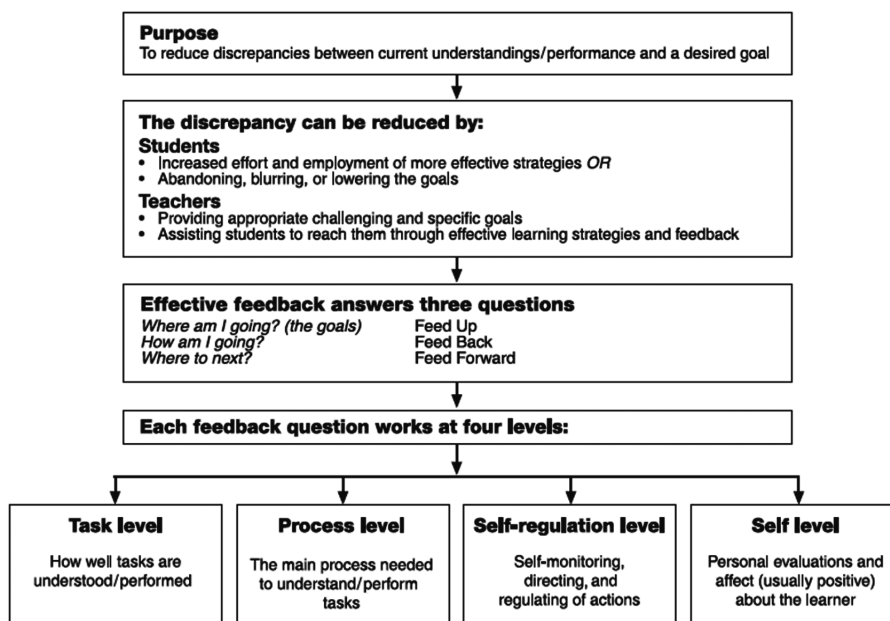 Purpose
To reduce discrepancies between current understandings/performance and a desired goal
The discrepancy can be reduced by:
Students
• Increased effort and employment of more effective strategies OR
• Abandoning, blurring, or lowering the goals
Teachers
• Providing appropriate challenging and specific goals
• Assisting students to reach them through effective learning strategies and feedback
Effective feedback answers three questions
Where am I going? (the goals) Feed Up
How am I going? Feed Back
Where to next? Feed Forward
Each feedback question works at four levels:
Task level
How well tasks are
understood/performed
Process level
The main process needed
to understand/perform
tasks
Self-regulation level
Self-monitoring,
directing, and
regulating of actions
Self level
Personal evaluations and
affect (usually positive)
about the learner